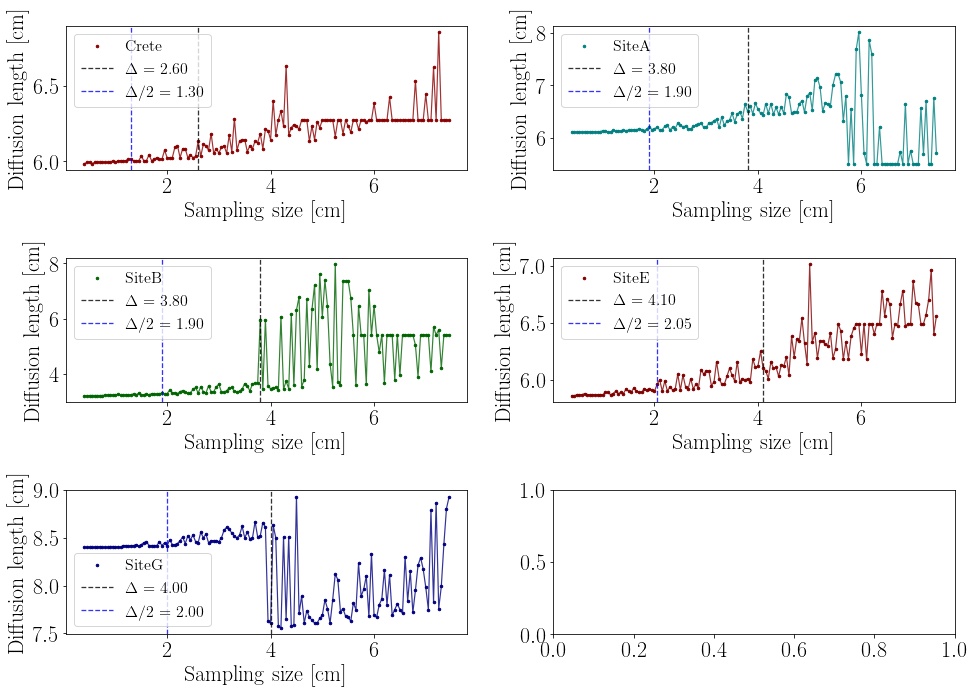 Diffusion length [cm]
6.5
6.0
Crete
Δ = 2.60
Δ/2 = 1.30
2 4 6
Sampling size [cm]
Diffusion length [cm]
8
7
6
SiteA
Δ = 3.80
Δ/2 = 1.90
2 4 6
Sampling size [cm]
Diffusion length [cm]
8
6
4
SiteB
Δ = 3.80
Δ/2 = 1.90
2 4 6
Sampling size [cm]
Diffusion length [cm]
7.0
6.5
6.0
SiteE
Δ = 4.10
Δ/2 = 2.05
2 4 6
Sampling size [cm]
Diffusion length [cm]
9.0
8.5
8.0
7.5
SiteG
Δ = 4.00
Δ/2 = 2.00
2 4 6
Sampling size [cm]
1.0
0.5
0.0
0.0 0.2 0.4 0.6 0.8 1.0